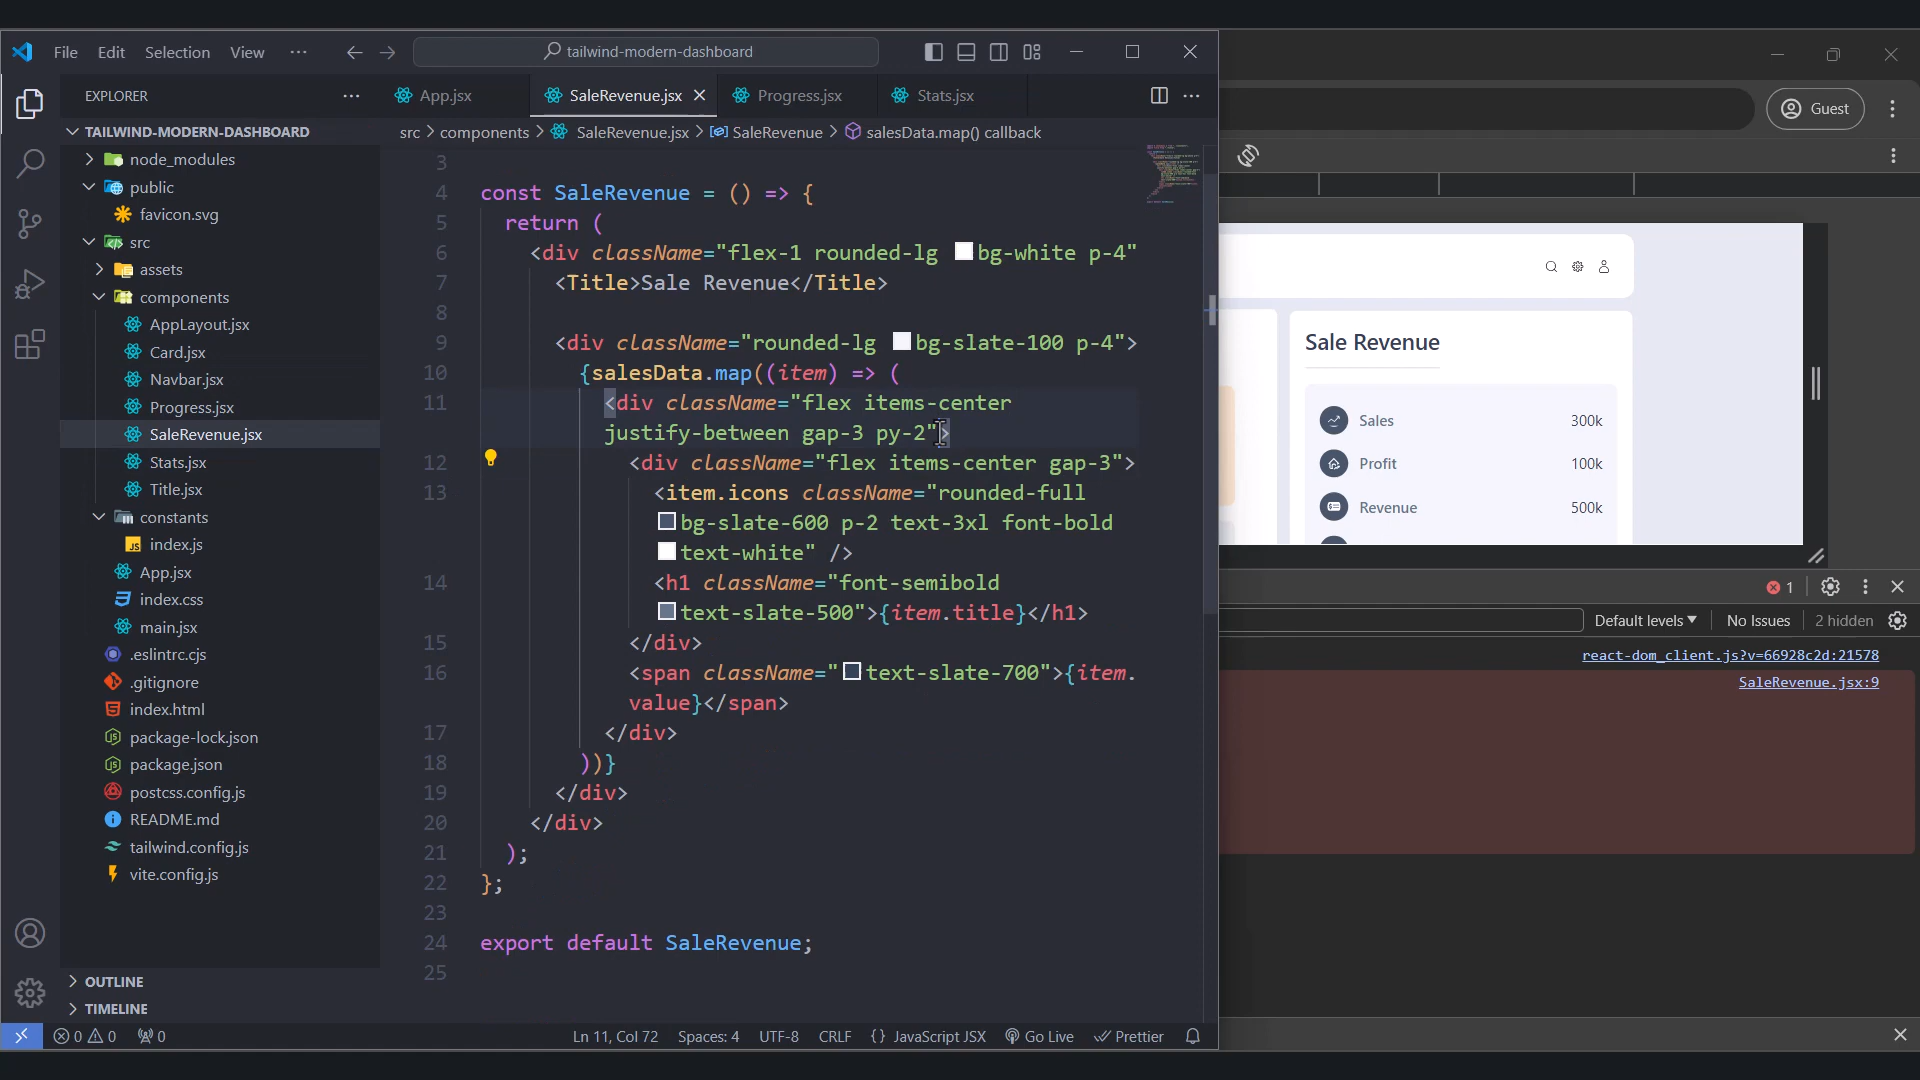 File Edit Selection View
tailwind-modern-dashboard
EXPLORER
TAILWIND-MODERN-DASHBOARD
node_modules
public
favicon.svg
src
assets
components
AppLayout.jsx
Card.jsx
Navbar.jsx
Progress.jsx
SaleRevenue.jsx
Stats.jsx
Title.jsx
constants
index.js
App.jsx
index.css
main.jsx
.eslintrc.cjs
.gitignore
index.html
package-lock.json
package.json
postcss.config.js
README.md
tailwind.config.js
vite.config.js
OUTLINE
TIMELINE
App.jsx SaleRevenue.jsx Progress.jsx Stats.jsx
src > components > SaleRevenue.jsx > SaleRevenue > salesData.map() callback
3
4 const SaleRevenue = () => {
5 return (
6 <div className="flex-1 rounded-lg bg-white p-4"
7 <Title>Sale Revenue</Title>
8
9 <div className="rounded-lg bg-slate-100 p-4">
10 {salesData.map((item) => (
11 <div className="flex items-center
justify-between gap-3 py-2">
12 <div className="flex items-center gap-3">
13 <item.icons className="rounded-full
bg-slate-600 p-2 text-3xl font-bold
text-white" />
14 <h1 className="font-semibold
text-slate-500">{item.title}</h1>
15 </div>
16 <span className="text-slate-700">{item.
value}</span>
17 </div>
18 ))}
19 </div>
20 </div>
21 );
22 };
23
24 export default SaleRevenue;
25
0 0 0
Ln 11, Col 72 Spaces: 4 UTF-8 CRLF {} JavaScript JSX Go Live Prettier
Guest
Sale Revenue
Sales 300k
Profit 100k
Revenue 500k
1
Default levels No Issues 2 hidden
react-dom_client.js?v=66928c2d:21578
SaleRevenue.jsx:9